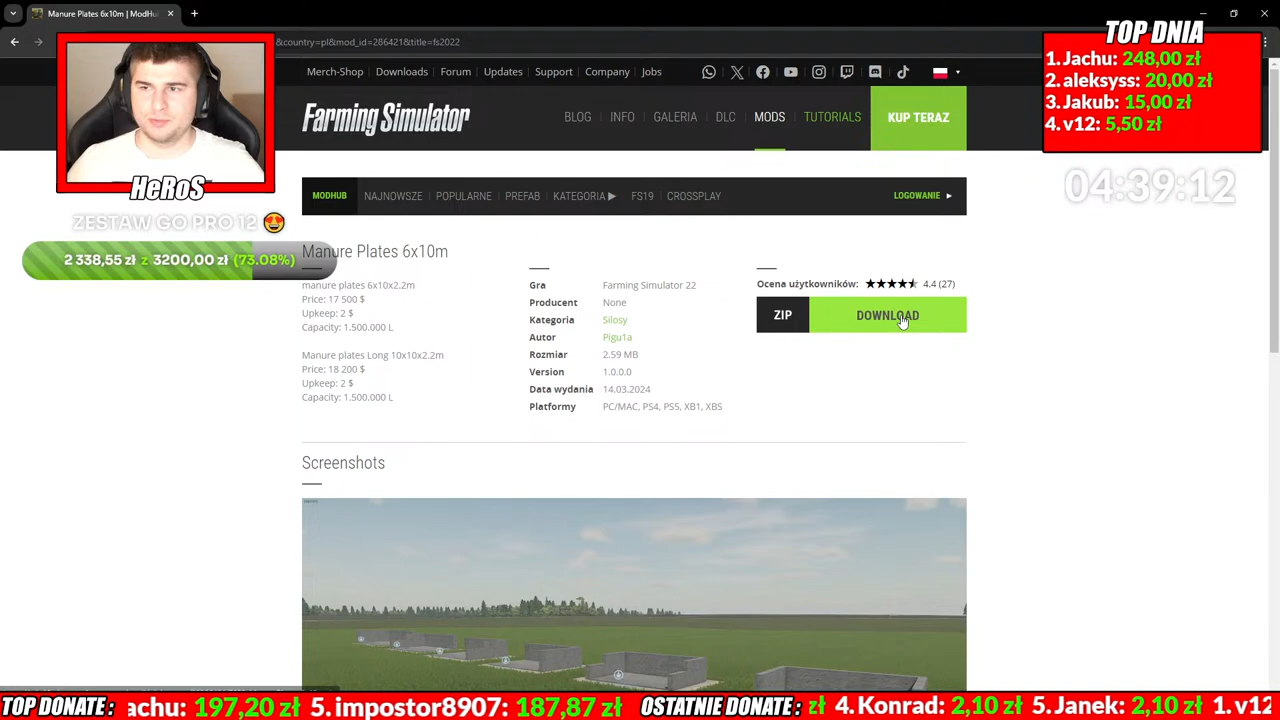 Manure Plates 6x10m | ModHu
&country=pl&mod_id=286421&title=fs2022
Merch-Shop Downloads Forum Updates Support Company Jobs
Farming Simulator
BLOG INFO GALERIA DLC MODS TUTORIALS KUP TERAZ
MODHUB NAJNOWSZE POPULARNE PREFAB KATEGORIA ▶ FS19 CROSSPLAY LOGOWANIE ▶
HeRoS
ZESTAW GO PRO 12 😍
2 338,55 zł z 3200,00 zł (73.08%)
TOP DNIA
1. Jachu: 248,00 zł
2. aleksyss: 20,00 zł
3. Jakub: 15,00 zł
4. v12: 5,50 zł
04:39:12
Manure Plates 6x10m
manure plates 6x10x2.2m
Price: 17 500 $
Upkeep: 2 $
Capacity: 1.500.000 L
Manure plates Long 10x10x2.2m
Price: 18 200 $
Upkeep: 2 $
Capacity: 1.500.000 L
Gra Farming Simulator 22
Producent None
Kategoria Silosy
Autor Pigu1a
Rozmiar 2.59 MB
Version 1.0.0.0
Data wydania 14.03.2024
Platformy PC/MAC, PS4, PS5, XB1, XBS
Ocena użytkowników: 4.4 (27)
ZIP DOWNLOAD
Screenshots
TOP DONATE : achu: 197,20 zł 5. impostor8907: 187,87 zł OSTATNIE DONATE : zł 4. Konrad: 2,10 zł 5. Janek: 2,10 zł 1. v12